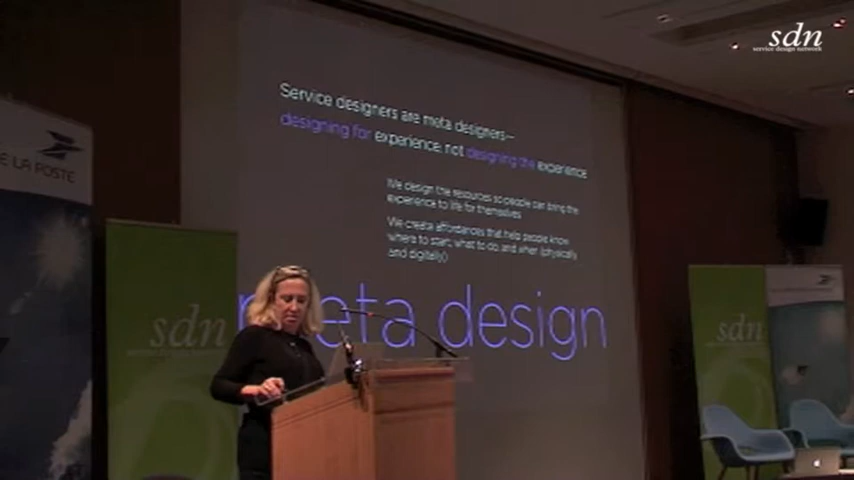 sdn
service design network
Service designers are meta designers—
designing for experience, not designing the experience
We design the resources so people can bring the
experience to life for themselves
We create affordances that help people know
where to start, what to do, and when (physically
and digitally)
meta design
E LA POSTE
sdn
sdn